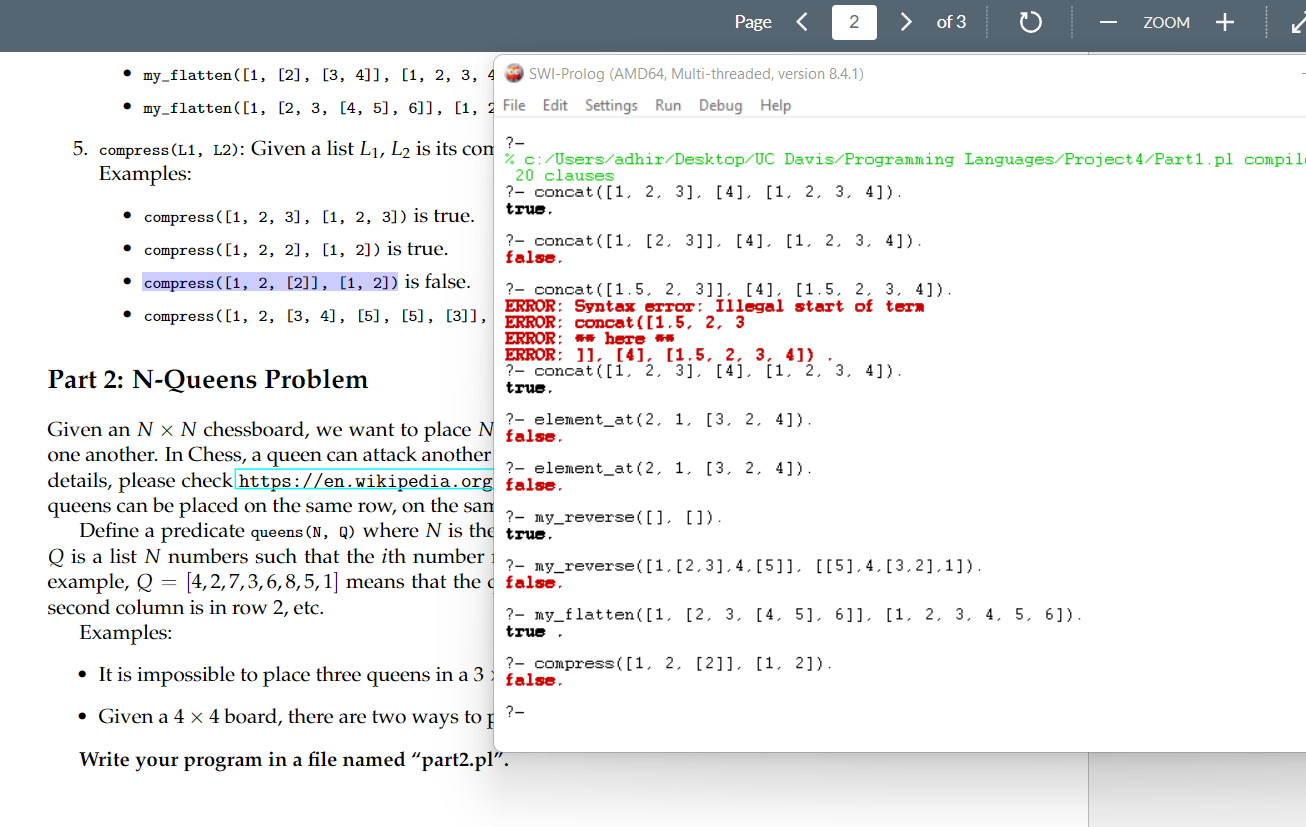 Page 2 of 3 ZOOM
• my_flatten([1, [2], [3, 4]], [1, 2, 3, 4
• my_flatten([1, [2, 3, [4, 5], 6]], [1, 2
5. compress(L1, L2): Given a list L1, L2 is its com
Examples:
• compress([1, 2, 3], [1, 2, 3]) is true.
• compress([1, 2, 2], [1, 2]) is true.
• compress([1, 2, [2]], [1, 2]) is false.
• compress([1, 2, [3, 4], [5], [5], [3]],
Part 2: N-Queens Problem
Given an N × N chessboard, we want to place N
one another. In Chess, a queen can attack another
details, please check https://en.wikipedia.org
queens can be placed on the same row, on the sam
Define a predicate queens(N, Q) where N is the
Q is a list N numbers such that the ith number
example, Q = [4,2,7,3,6,8,5,1] means that the
second column is in row 2, etc.
Examples:
• It is impossible to place three queens in a 3
• Given a 4 × 4 board, there are two ways to p
Write your program in a file named “part2.pl”.
SWI-Prolog (AMD64, Multi-threaded, version 8.4.1)
File Edit Settings Run Debug Help
?-
% c:/Users/adhir/Desktop/UC Davis/Programming Languages/Project4/Part1.pl compile
20 clauses
?- concat([1, 2, 3], [4], [1, 2, 3, 4]).
true.
?- concat([1, [2, 3]], [4], [1, 2, 3, 4]).
false.
?- concat([1.5, 2, 3]], [4], [1.5, 2, 3, 4]).
ERROR: Syntax error: Illegal start of term
ERROR: concat([1.5, 2, 3
ERROR: ** here **
ERROR: ]], [4], [1.5, 2, 3, 4]) .
?- concat([1, 2, 3], [4], [1, 2, 3, 4]).
true.
?- element_at(2, 1, [3, 2, 4]).
false.
?- element_at(2, 1, [3, 2, 4]).
false.
?- my_reverse([], []).
true.
?- my_reverse([1,[2,3],4,[5]], [[5],4,[3,2],1]).
false.
?- my_flatten([1, [2, 3, [4, 5], 6]], [1, 2, 3, 4, 5, 6]).
true .
?- compress([1, 2, [2]], [1, 2]).
false.
?-